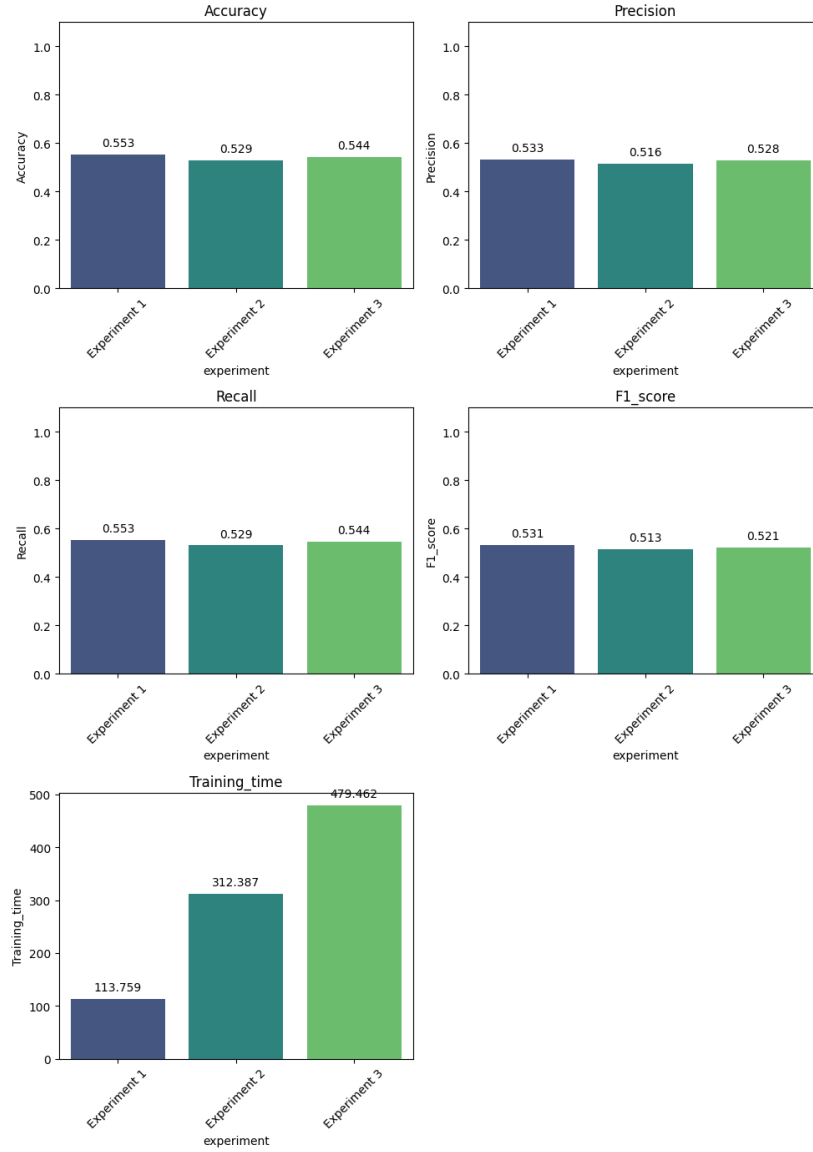 Accuracy
1.0
0.8
0.6
0.4
0.2
0.0
Accuracy
0.553
0.529
0.544
Experiment 1
Experiment 2
Experiment 3
experiment
Precision
1.0
0.8
0.6
0.4
0.2
0.0
Precision
0.533
0.516
0.528
Experiment 1
Experiment 2
Experiment 3
experiment
Recall
1.0
0.8
0.6
0.4
0.2
0.0
Recall
0.553
0.529
0.544
Experiment 1
Experiment 2
Experiment 3
experiment
F1_score
1.0
0.8
0.6
0.4
0.2
0.0
F1_score
0.531
0.513
0.521
Experiment 1
Experiment 2
Experiment 3
experiment
Training_time
500
400
300
200
100
0
Training_time
113.759
312.387
479.462
Experiment 1
Experiment 2
Experiment 3
experiment